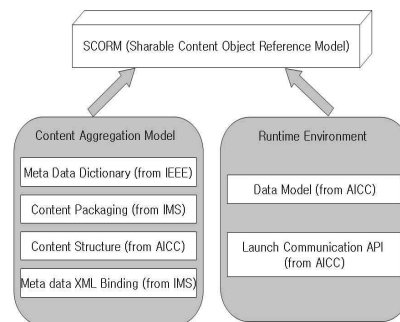 SCORM (Sharable Content Object Reference Model)
Content Aggregation Model
Meta Data Dictionary (from IEEE)
Content Packaging (from IMS)
Content Structure (from AICC)
Meta data XML Binding (from IMS)
Runtime Environment
Data Model (from AICC)
Launch Communication API
(from AICC)